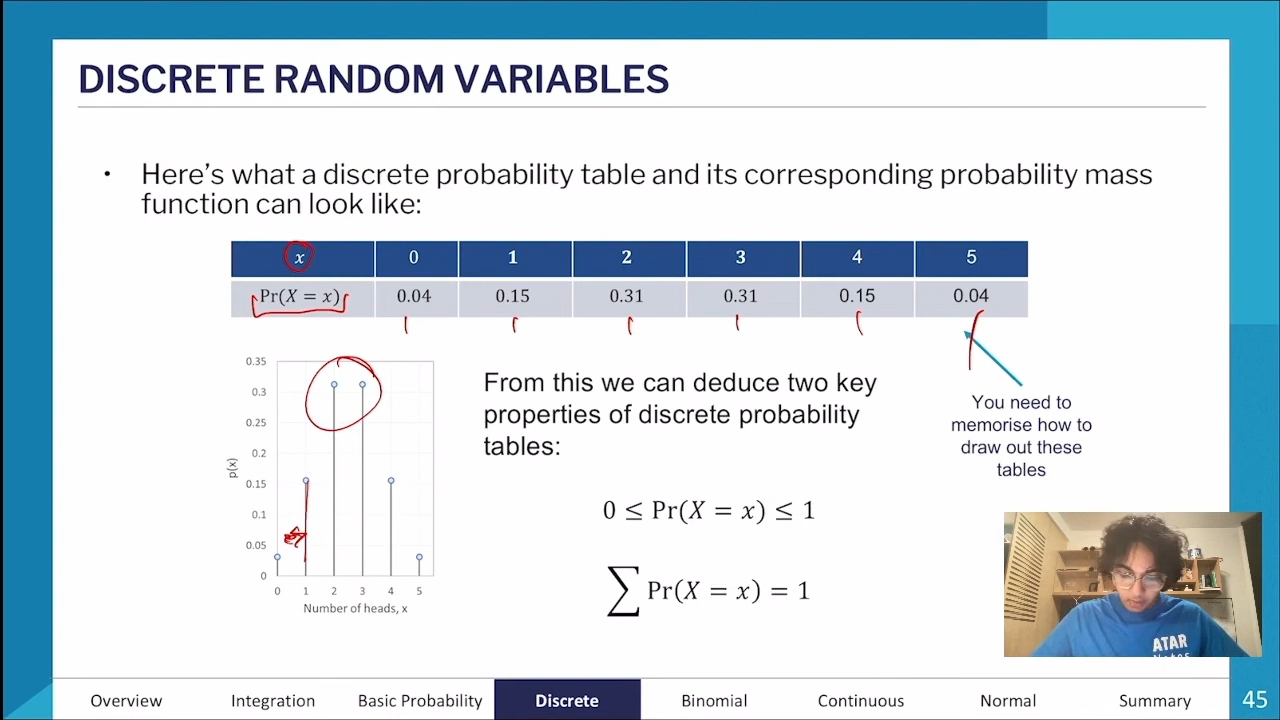 DISCRETE RANDOM VARIABLES
• Here's what a discrete probability table and its corresponding probability mass
function can look like:
x 0 1 2 3 4 5
Pr(X = x) 0.04 0.15 0.31 0.31 0.15 0.04
0.35
0.3
0.25
0.2
0.15
0.1
0.05
0
p(x)
0 1 2 3 4 5
Number of heads, x
From this we can deduce two key
properties of discrete probability
tables:
0 ≤ Pr(X = x) ≤ 1
∑ Pr(X = x) = 1
You need to
memorise how to
draw out these
tables
ATAR
Notes
Overview Integration Basic Probability Discrete Binomial Continuous Normal Summary 45